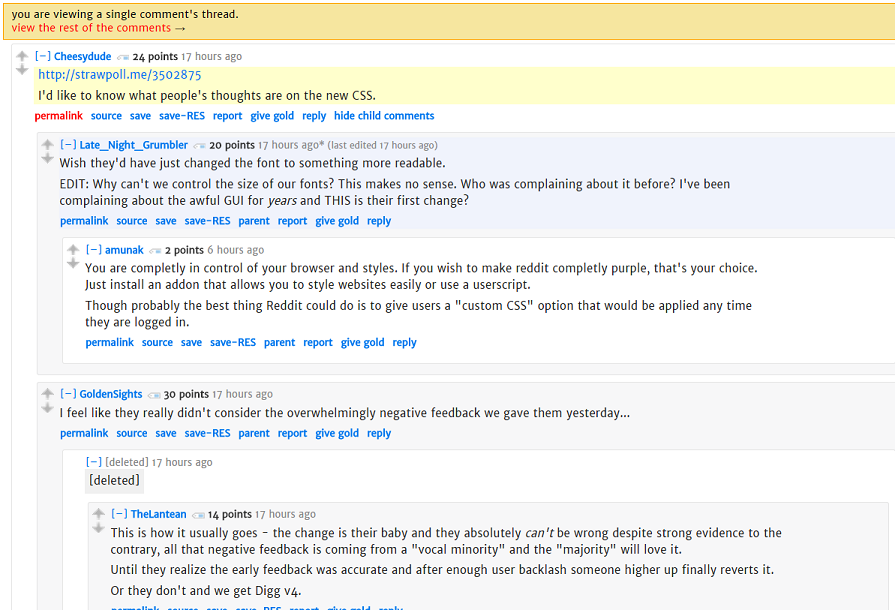 you are viewing a single comment's thread.
view the rest of the comments →
[–] Cheesydude 24 points 17 hours ago
http://strawpoll.me/3502875
I'd like to know what people's thoughts are on the new CSS.
permalink source save save-RES report give gold reply hide child comments
[–] Late_Night_Grumbler 20 points 17 hours ago* (last edited 17 hours ago)
Wish they'd have just changed the font to something more readable.
EDIT: Why can't we control the size of our fonts? This makes no sense. Who was complaining about it before? I've been
complaining about the awful GUI for years and THIS is their first change?
permalink source save save-RES parent report give gold reply
[–] amunak 2 points 6 hours ago
You are completly in control of your browser and styles. If you wish to make reddit completly purple, that's your choice.
Just install an addon that allows you to style websites easily or use a userscript.
Though probably the best thing Reddit could do is to give users a "custom CSS" option that would be applied any time
they are logged in.
permalink source save save-RES parent report give gold reply
[–] GoldenSights 30 points 17 hours ago
I feel like they really didn't consider the overwhelmingly negative feedback we gave them yesterday...
permalink source save save-RES parent report give gold reply
[–] [deleted] 17 hours ago
[deleted]
[–] TheLantean 14 points 17 hours ago
This is how it usually goes - the change is their baby and they absolutely can't be wrong despite strong evidence to the
contrary, all that negative feedback is coming from a "vocal minority" and the "majority" will love it.
Until they realize the early feedback was accurate and after enough user backlash someone higher up finally reverts it.
Or they don't and we get Digg v4.
permalink source save save-RES parent report give gold reply